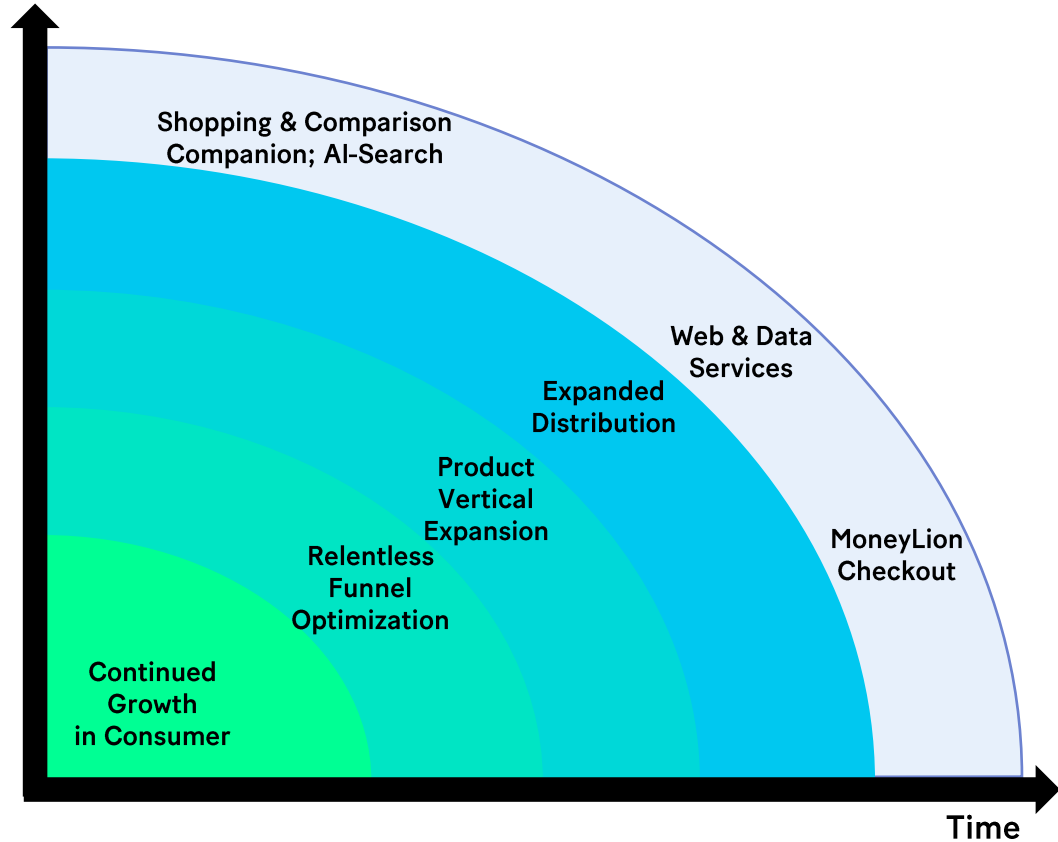 Shopping & Comparison
Companion; AI-Search
Web & Data
Services
Expanded
Distribution
Product
Vertical
Expansion
MoneyLion
Checkout
Relentless
Funnel
Optimization
Continued
Growth
in Consumer
Time